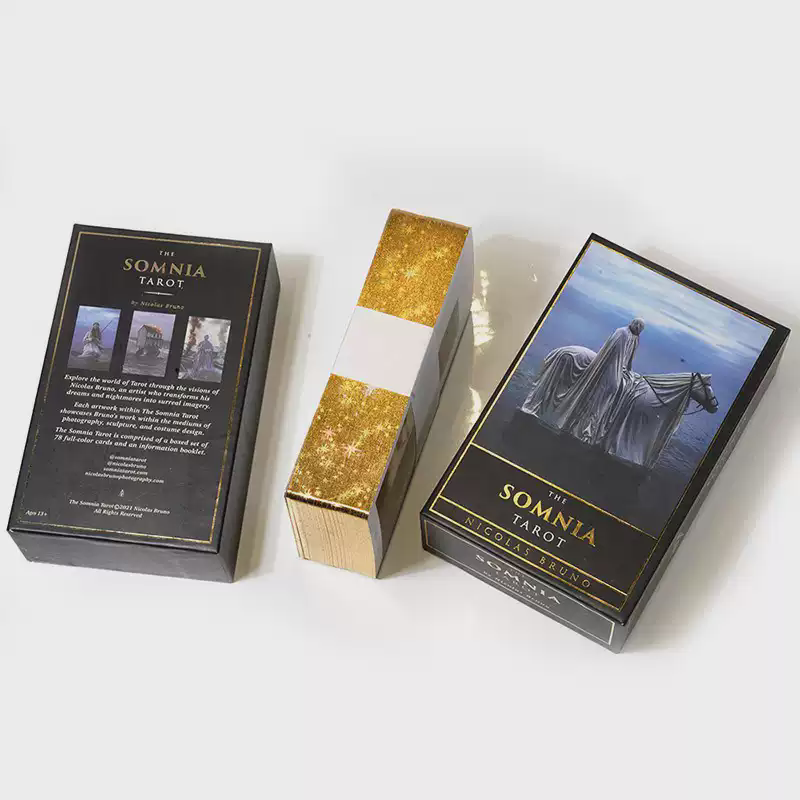 THE
SOMNIA
TAROT
by Nicolas Bruno
Explore the world of Tarot through the visions of
Nicolas Bruno, an artist who transforms his
dreams and nightmares into surreal imagery.
Each artwork within The Somnia Tarot
showcases Bruno's work within the mediums of
photography, sculpture, and costume design.
The Somnia Tarot is comprised of a boxed set of
78 full-color cards and an information booklet.
@somniatarot
@nicolasbruno
somniatarot.com
nicolasbrunophotography.com
The Somnia Tarot ©2021 Nicolas Bruno
All Rights Reserved
Ages 13+
THE
SOMNIA
TAROT
NICOLAS BRUNO
SOMNIA
TAROT
by Nicolas Bruno